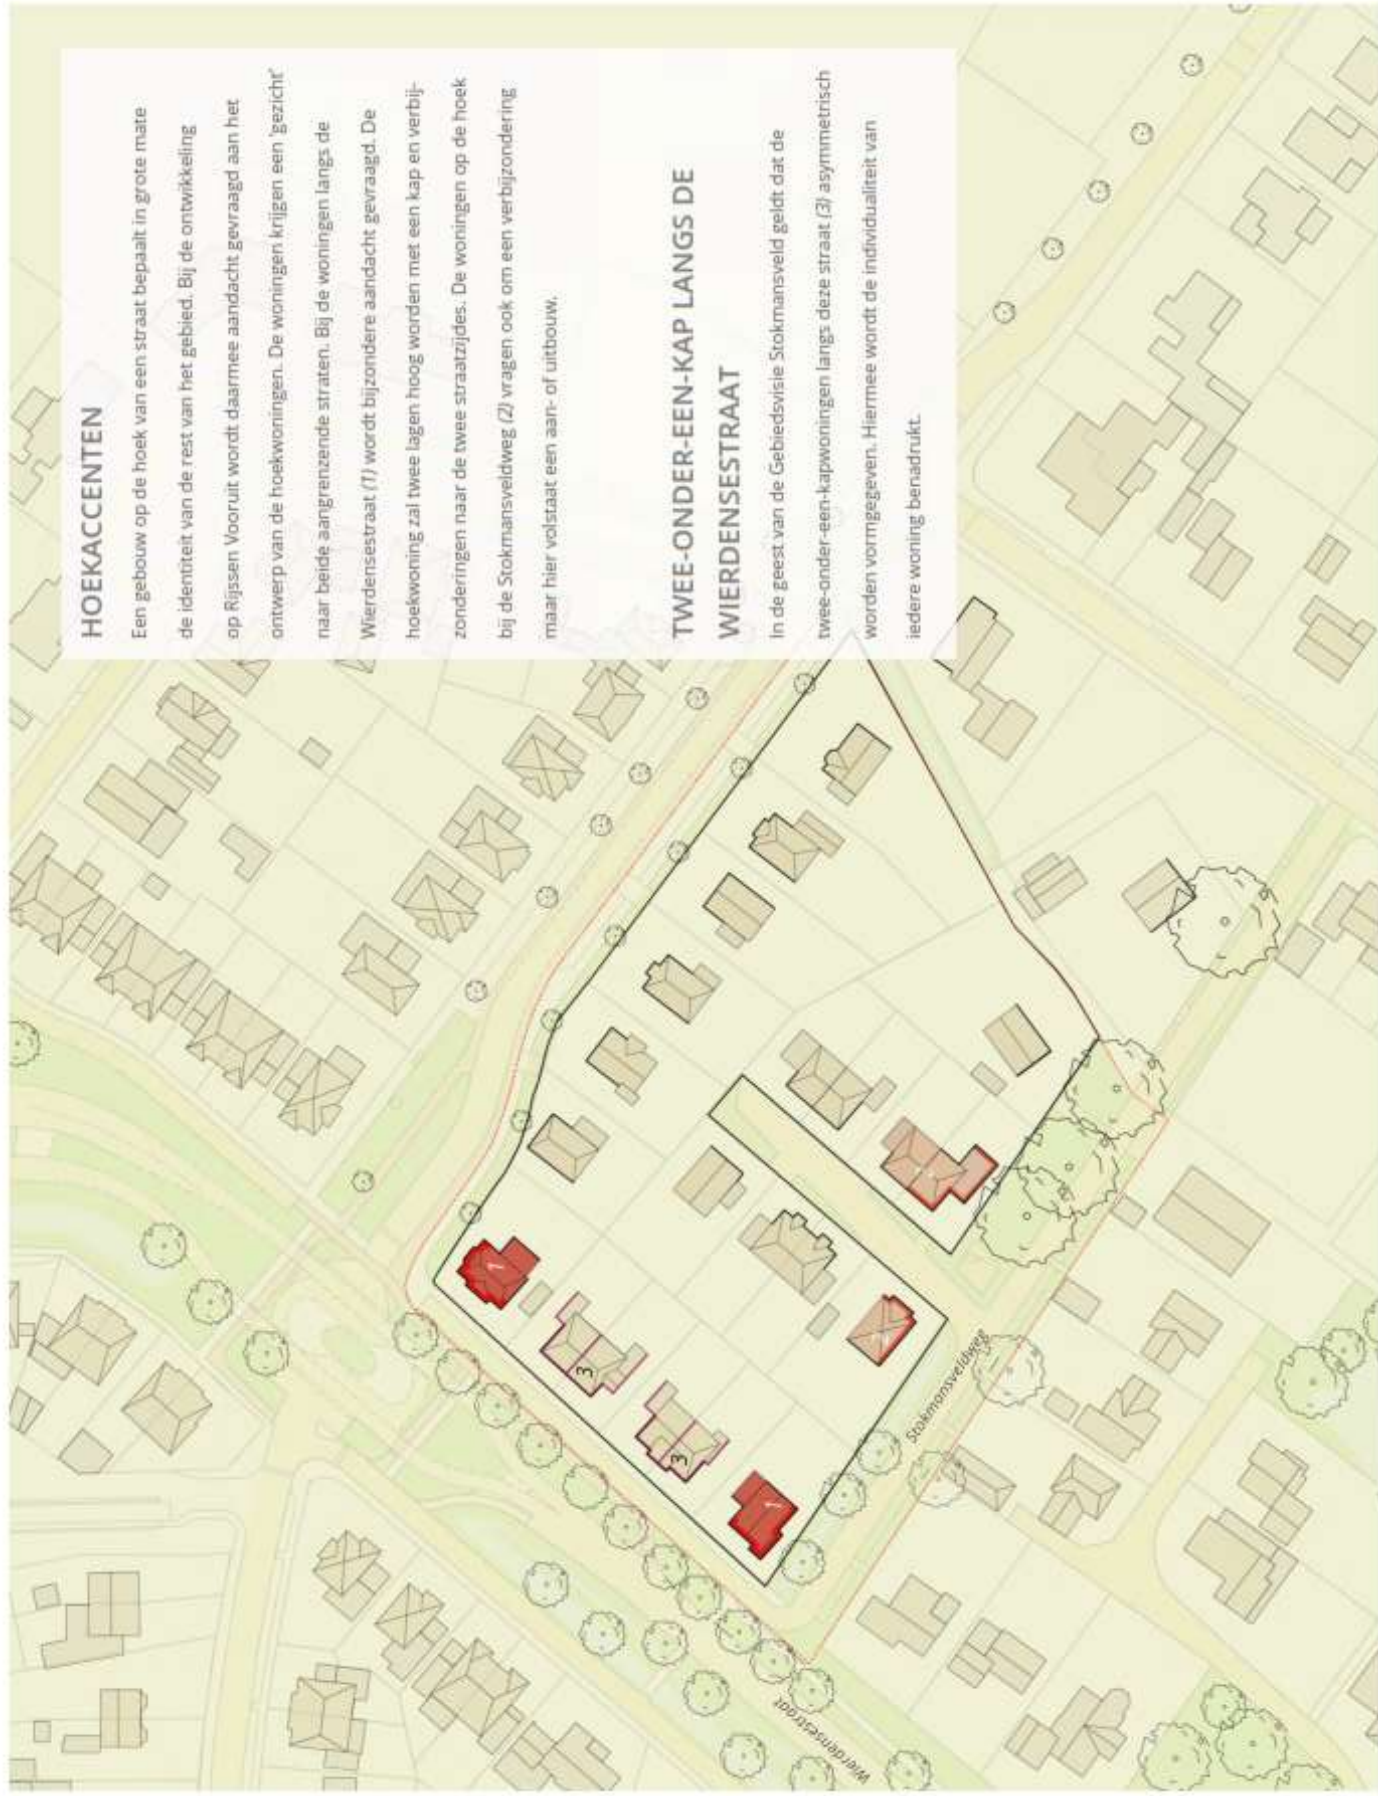 HOEKACCENTEN
Een gebouw op de hoek van een straat bepaalt in grote mate
de identiteit van de rest van het gebied. Bij de ontwikkeling
op Rijssen Vooruit wordt daarmee aandacht gevraagd aan het
ontwerp van de hoekwoningen. De woningen krijgen een 'gezicht'
naar beide aangrenzende straten. Bij de woningen langs de
Wierdensestraat (1) wordt bijzondere aandacht gevraagd. De
hoekwoning zal twee lagen hoog worden met een kap en verbij-
zonderingen naar de twee straatzijdes. De woningen op de hoek
bij de Stokmansveldweg (2) vragen ook om een verbijzondering
maar hier volstaat een aan- of uitbouw.
TWEE-ONDER-EEN-KAP LANGS DE
WIERDENSESTRAAT
In de geest van de Gebiedsvisie Stokmansveld geldt dat de
twee-onder-een-kapwoningen langs deze straat (3) asymmetrisch
worden vormgegeven. Hiermee wordt de individualiteit van
iedere woning benadrukt.
1
3
3
1
Stokmansveldweg
Wierdensestraat